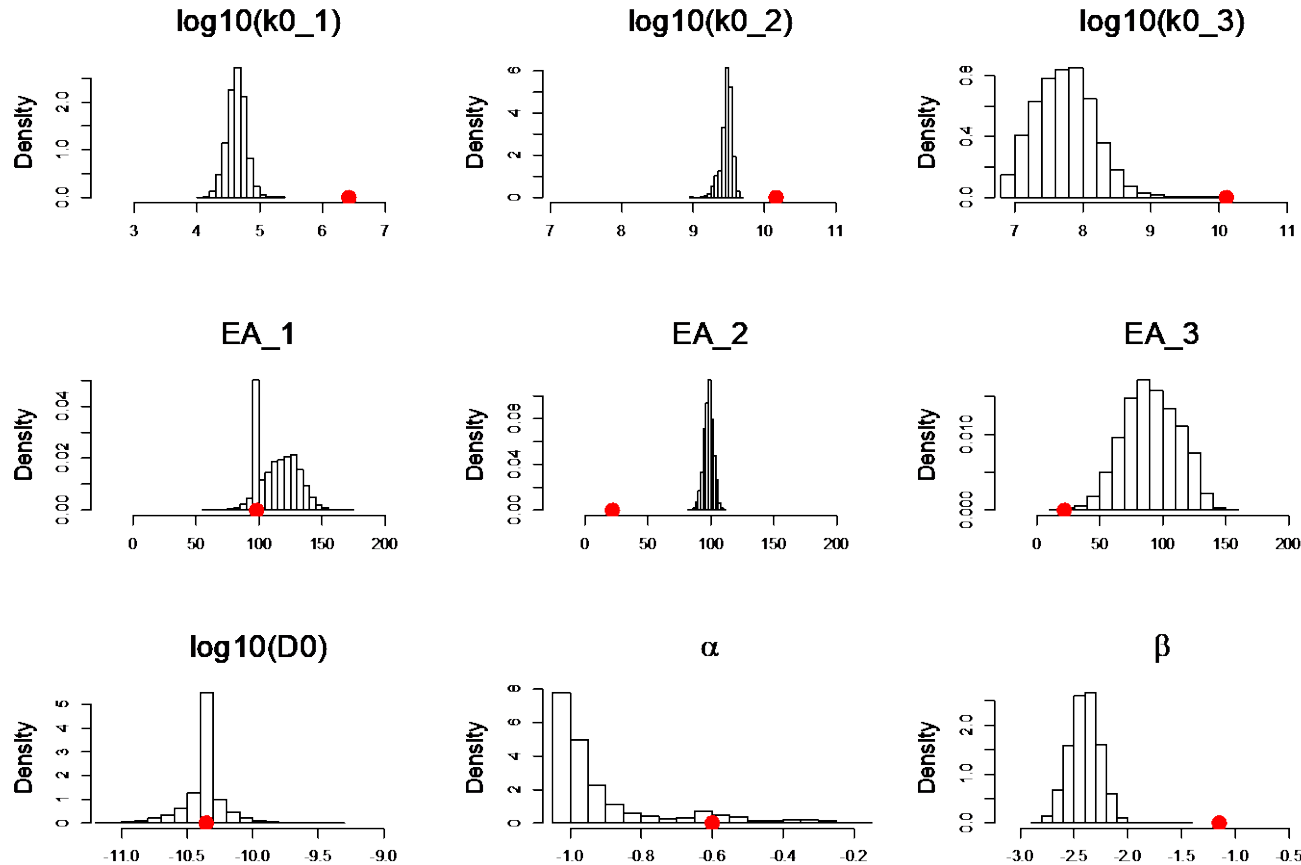 log10(k0_1) log10(k0_2) log10(k0_3)
Density 0.0 1.0 2.0 Density 0 2 4 6 Density 0.0 0.4 0.8
3 4 5 6 7 7 8 9 10 11 7 8 9 10 11
EA_1 EA_2 EA_3
Density 0.00 0.02 0.04 Density 0.00 0.04 0.08 Density 0.000 0.010
0 50 100 150 200 0 50 100 150 200 0 50 100 150 200
log10(D0) α β
Density 0 1 2 3 4 5 Density 0 2 4 6 8 Density 0.0 1.0 2.0
-11.0 -10.5 -10.0 -9.5 -9.0 -1.0 -0.8 -0.6 -0.4 -0.2 -3.0 -2.5 -2.0 -1.5 -1.0 -0.5